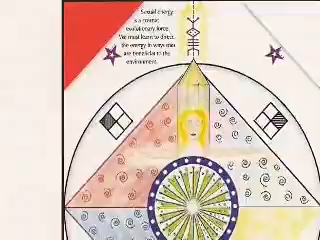 Sexual energy
is a cosmic
evolutionary force.
We must learn to direct
the energy in ways that
are beneficial to the
environment.